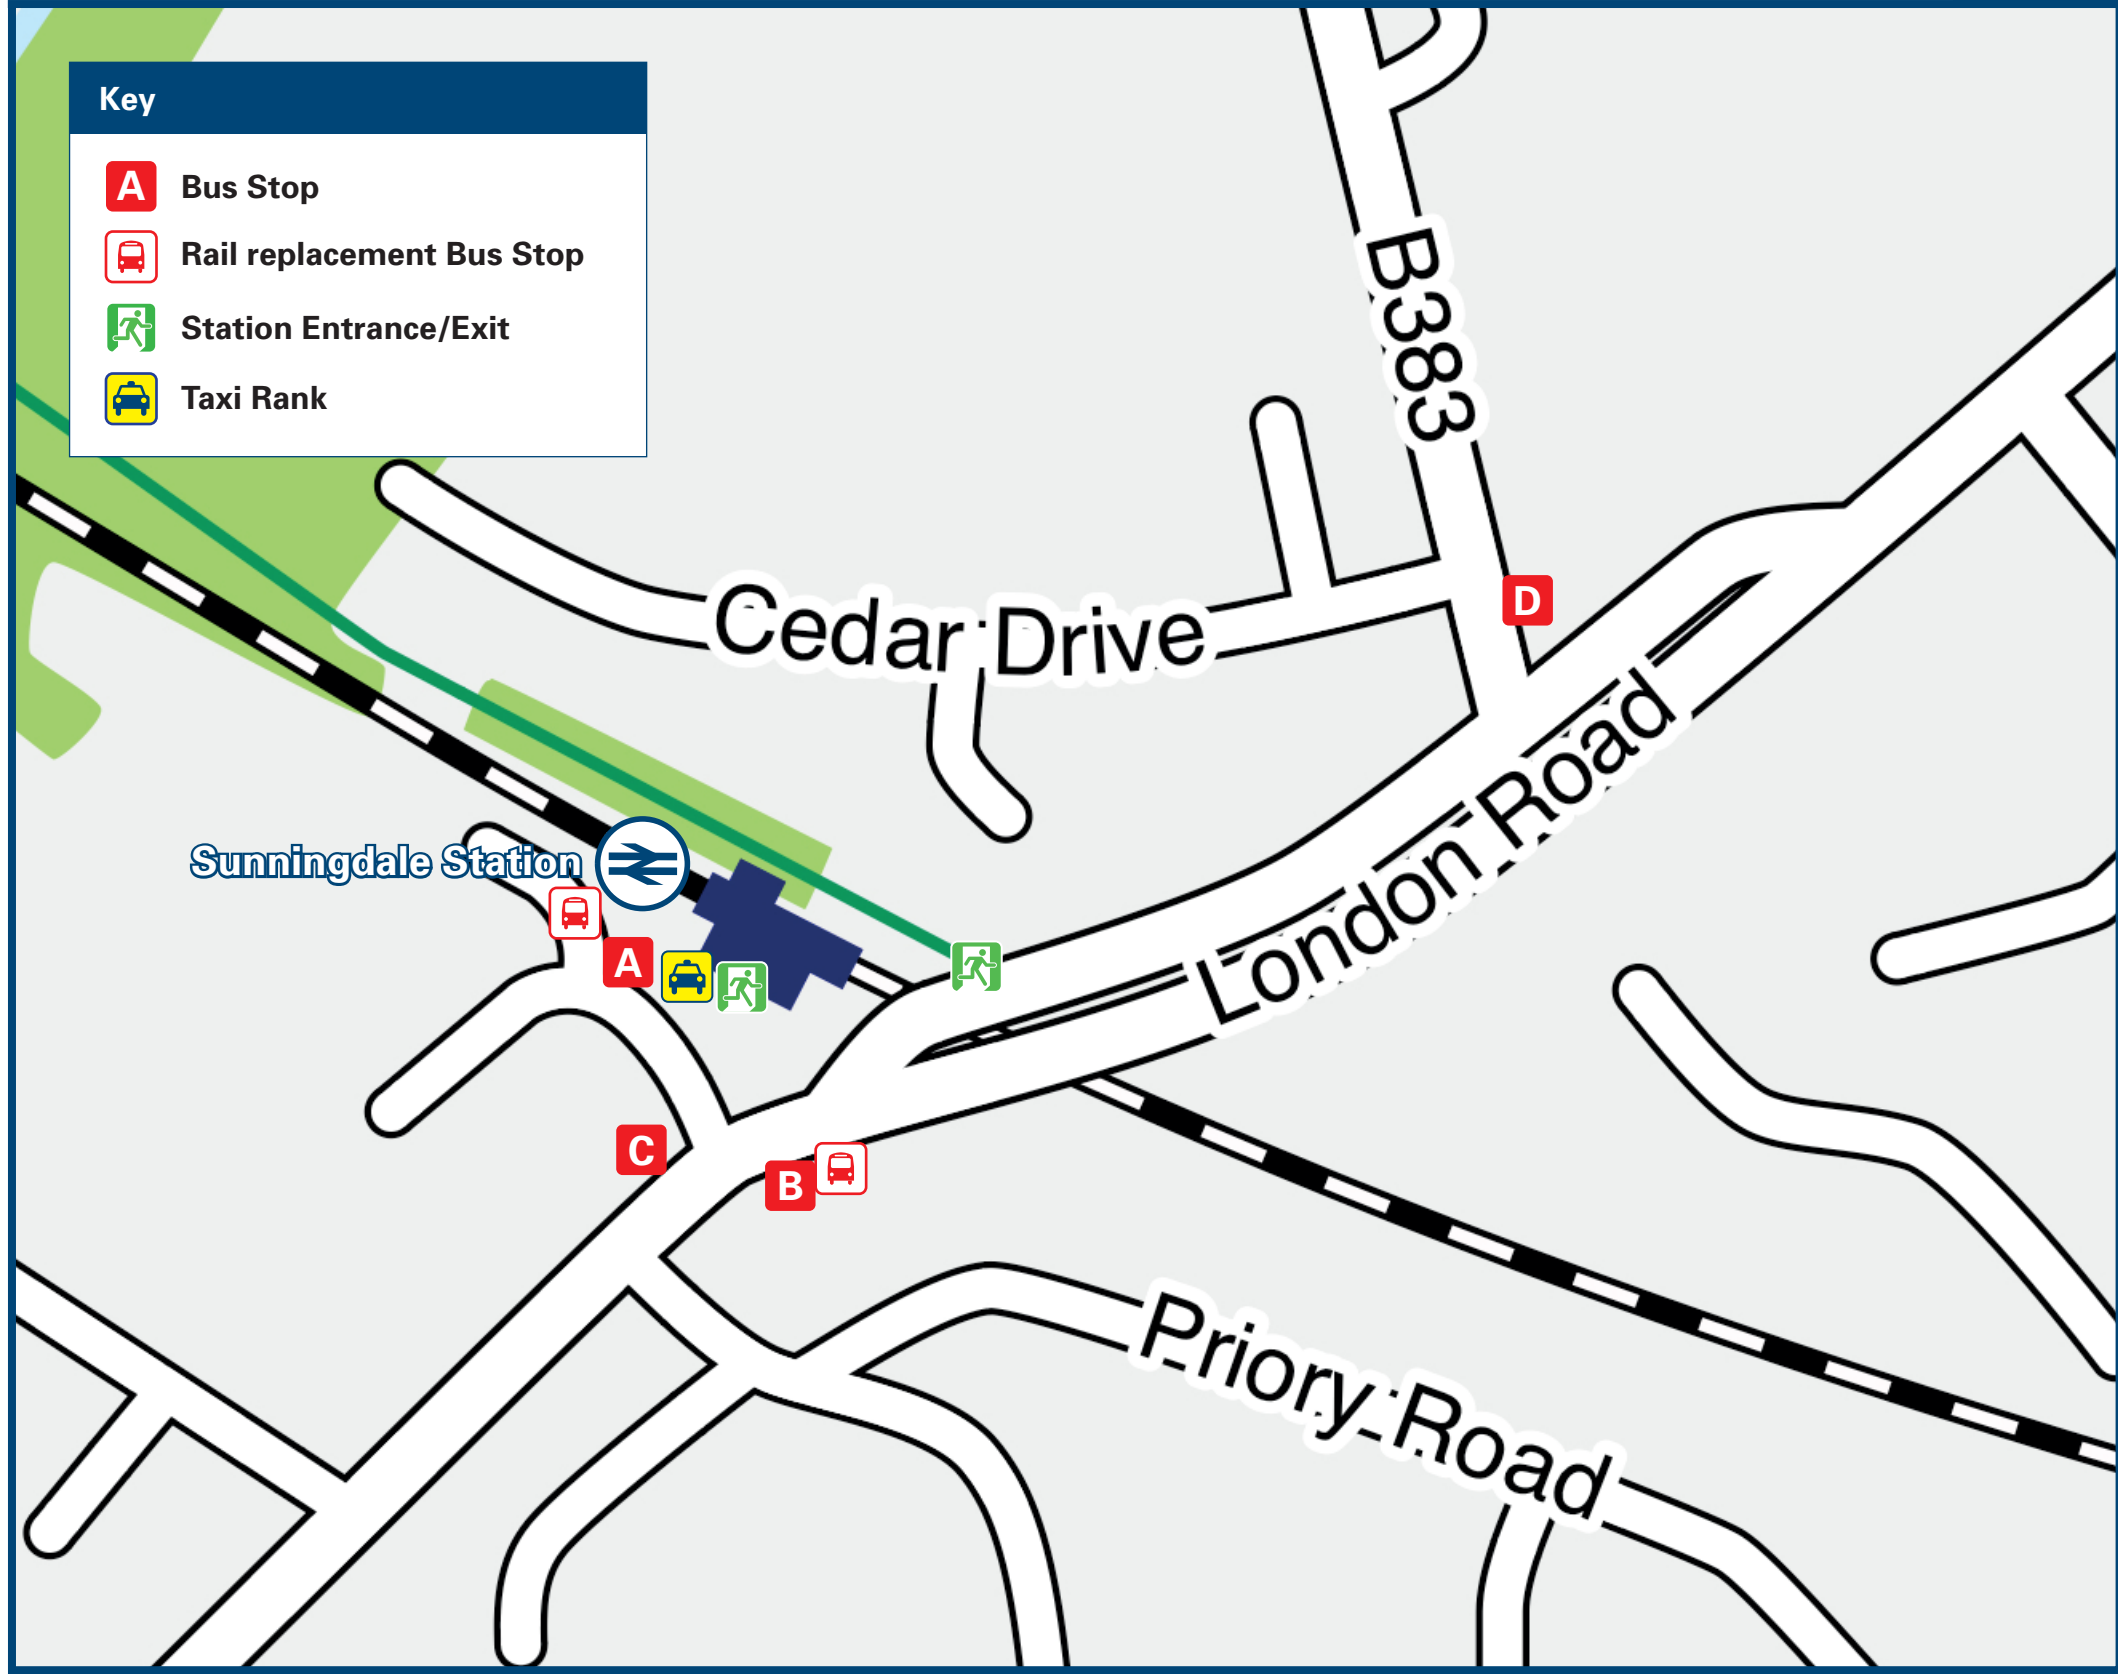 Key
A Bus Stop
Rail replacement Bus Stop
Station Entrance/Exit
Taxi Rank
B383
D
Cedar Drive
London Road
Sunningdale Station
A
C
B
Priory Road